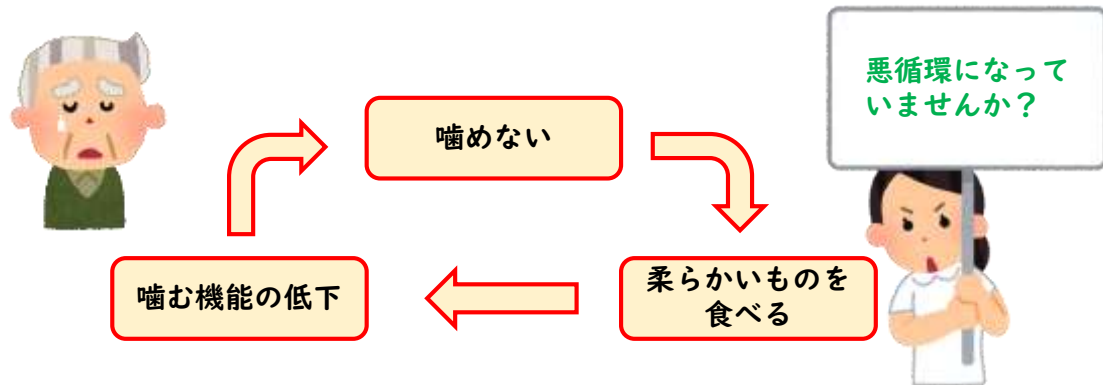 悪循環になって
いませんか？
噛めない
柔らかいものを
食べる
噛む機能の低下